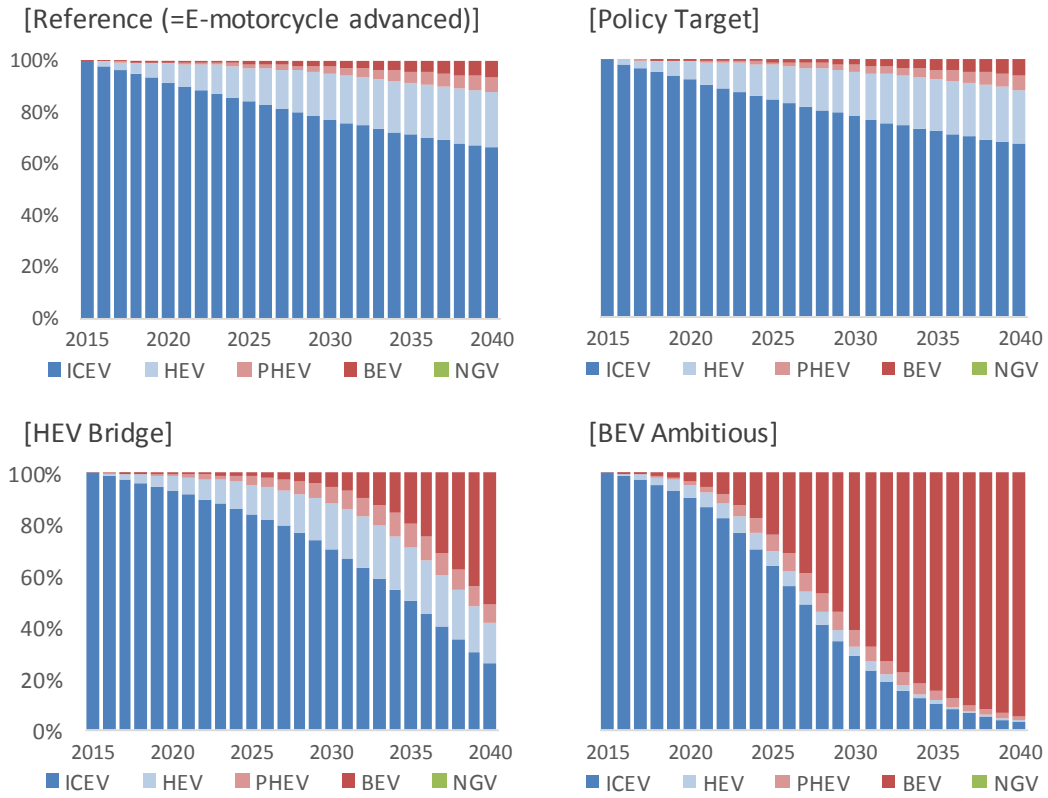 [Reference (=E-motorcycle advanced)]
100%
80%
60%
40%
20%
0%
2015 2020 2025 2030 2035 2040
ICEV HEV PHEV BEV NGV
[Policy Target]
2015 2020 2025 2030 2035 2040
ICEV HEV PHEV BEV NGV
[HEV Bridge]
100%
80%
60%
40%
20%
0%
2015 2020 2025 2030 2035 2040
ICEV HEV PHEV BEV NGV
[BEV Ambitious]
2015 2020 2025 2030 2035 2040
ICEV HEV PHEV BEV NGV